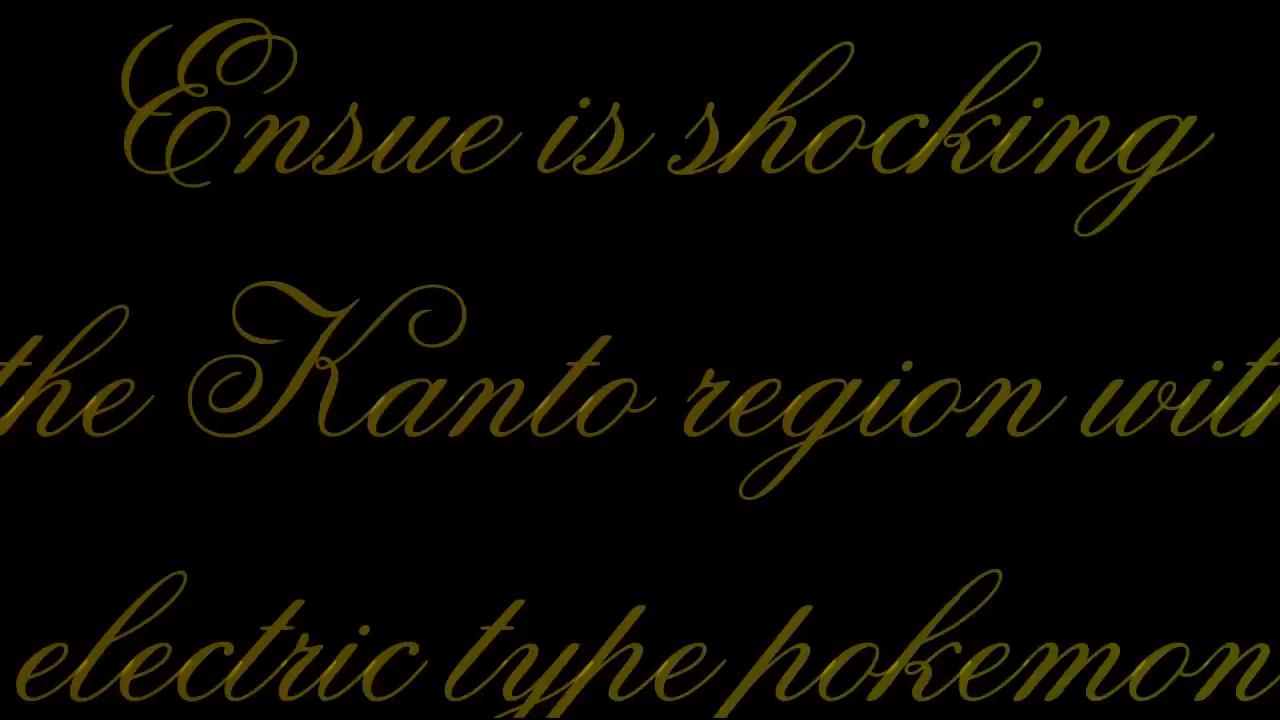 Ensue is shocking
the Kanto region with
electric type pokemon